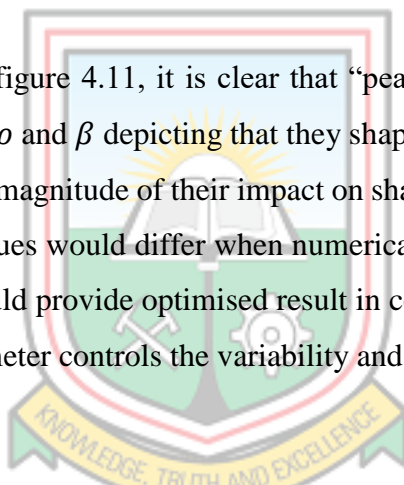 figure 4.11, it is clear that “pea
ρ and β depicting that they shap
magnitude of their impact on sha
ues would differ when numerica
uld provide optimised result in c
meter controls the variability and
KNOWLEDGE, TRUTH AND EXCELLENCE